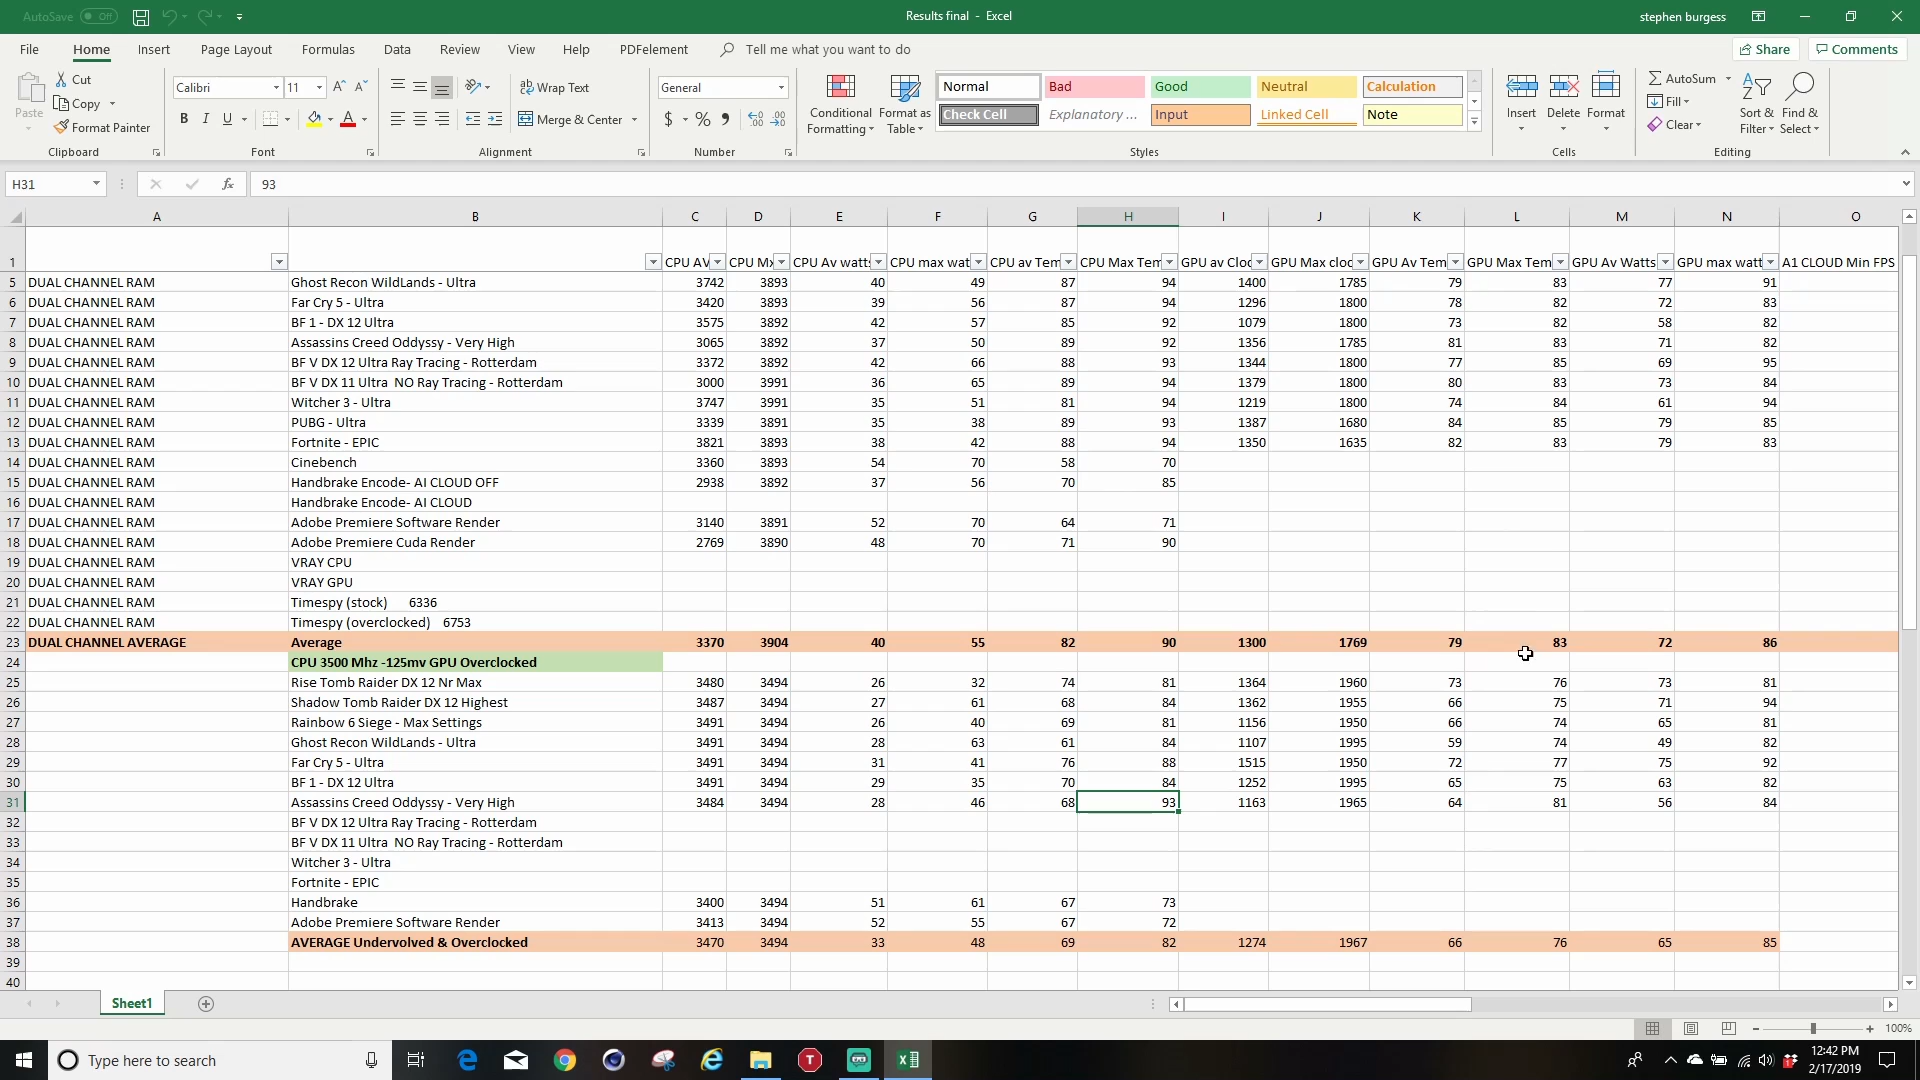 AutoSave Off
Results final - Excel
stephen burgess
File Home Insert Page Layout Formulas Data Review View Help PDFelement Tell me what you want to do Share Comments
Paste
Cut
Copy
Format Painter
Clipboard
Calibri 11
B I U
Font
Wrap Text
Merge & Center
Alignment
General
$ % 9
Number
Conditional Formatting
Format as Table
Normal Bad Good Neutral Calculation
Check Cell Explanatory ... Input Linked Cell Note
Styles
Insert Delete Format
Cells
AutoSum
Fill
Clear
Sort & Filter
Find & Select
Editing
H31 fx 93
A B C D E F G H I J K L M N O
1 CPU AV CPU Mx CPU Av watts CPU max wat CPU av Tem CPU Max Tem GPU av Cloc GPU Max cloc GPU Av Tem GPU Max Tem GPU Av Watts GPU max watt A1 CLOUD Min FPS
5 DUAL CHANNEL RAM Ghost Recon WildLands - Ultra 3742 3893 40 49 87 94 1400 1785 79 83 77 91
6 DUAL CHANNEL RAM Far Cry 5 - Ultra 3420 3893 39 56 87 94 1296 1800 78 82 72 83
7 DUAL CHANNEL RAM BF 1 - DX 12 Ultra 3575 3892 42 57 85 92 1079 1800 73 82 58 82
8 DUAL CHANNEL RAM Assassins Creed Oddyssy - Very High 3065 3892 37 50 89 92 1356 1785 81 83 71 82
9 DUAL CHANNEL RAM BF V DX 12 Ultra Ray Tracing - Rotterdam 3372 3892 42 66 88 93 1344 1800 77 85 69 95
10 DUAL CHANNEL RAM BF V DX 11 Ultra NO Ray Tracing - Rotterdam 3000 3991 36 65 89 94 1379 1800 80 83 73 84
11 DUAL CHANNEL RAM Witcher 3 - Ultra 3747 3991 35 51 81 94 1219 1800 74 84 61 94
12 DUAL CHANNEL RAM PUBG - Ultra 3339 3891 35 38 89 93 1387 1680 84 85 79 85
13 DUAL CHANNEL RAM Fortnite - EPIC 3821 3893 38 42 88 94 1350 1635 82 83 79 83
14 DUAL CHANNEL RAM Cinebench 3360 3893 54 70 58 70
15 DUAL CHANNEL RAM Handbrake Encode- AI CLOUD OFF 2938 3892 37 56 70 85
16 DUAL CHANNEL RAM Handbrake Encode- AI CLOUD
17 DUAL CHANNEL RAM Adobe Premiere Software Render 3140 3891 52 70 64 71
18 DUAL CHANNEL RAM Adobe Premiere Cuda Render 2769 3890 48 70 71 90
19 DUAL CHANNEL RAM VRAY CPU
20 DUAL CHANNEL RAM VRAY GPU
21 DUAL CHANNEL RAM Timespy (stock) 6336
22 DUAL CHANNEL RAM Timespy (overclocked) 6753
23 DUAL CHANNEL AVERAGE Average 3370 3904 40 55 82 90 1300 1769 79 83 72 86
24 CPU 3500 Mhz -125mv GPU Overclocked
25 Rise Tomb Raider DX 12 Nr Max 3480 3494 26 32 74 81 1364 1960 73 76 73 81
26 Shadow Tomb Raider DX 12 Highest 3487 3494 27 61 68 84 1362 1955 66 75 71 94
27 Rainbow 6 Siege - Max Settings 3491 3494 26 40 69 81 1156 1950 66 74 65 81
28 Ghost Recon WildLands - Ultra 3491 3494 28 63 61 84 1107 1995 59 74 49 82
29 Far Cry 5 - Ultra 3491 3494 31 41 76 88 1515 1950 72 77 75 92
30 BF 1 - DX 12 Ultra 3491 3494 29 35 70 84 1252 1995 65 75 63 82
31 Assassins Creed Oddyssy - Very High 3484 3494 28 46 68 93 1163 1965 64 81 56 84
32 BF V DX 12 Ultra Ray Tracing - Rotterdam
33 BF V DX 11 Ultra NO Ray Tracing - Rotterdam
34 Witcher 3 - Ultra
35 Fortnite - EPIC
36 Handbrake 3400 3494 51 61 67 73
37 Adobe Premiere Software Render 3413 3494 52 55 67 72
38 AVERAGE Undervolved & Overclocked 3470 3494 33 48 69 82 1274 1967 66 76 65 85
39
40
Sheet1
100%
Type here to search
12:42 PM
2/17/2019